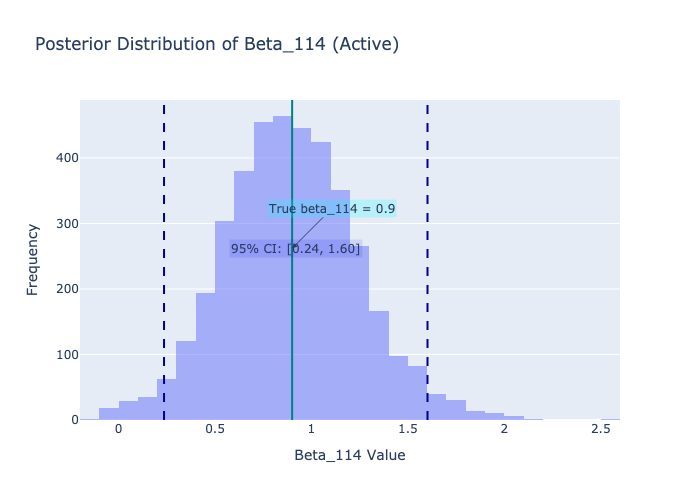 Posterior Distribution of Beta_114 (Active)
Frequency
400
300
200
100
0
True beta_114 = 0.9
95% CI: [0.24, 1.60]
0
0.5
1
1.5
2
2.5
Beta_114 Value